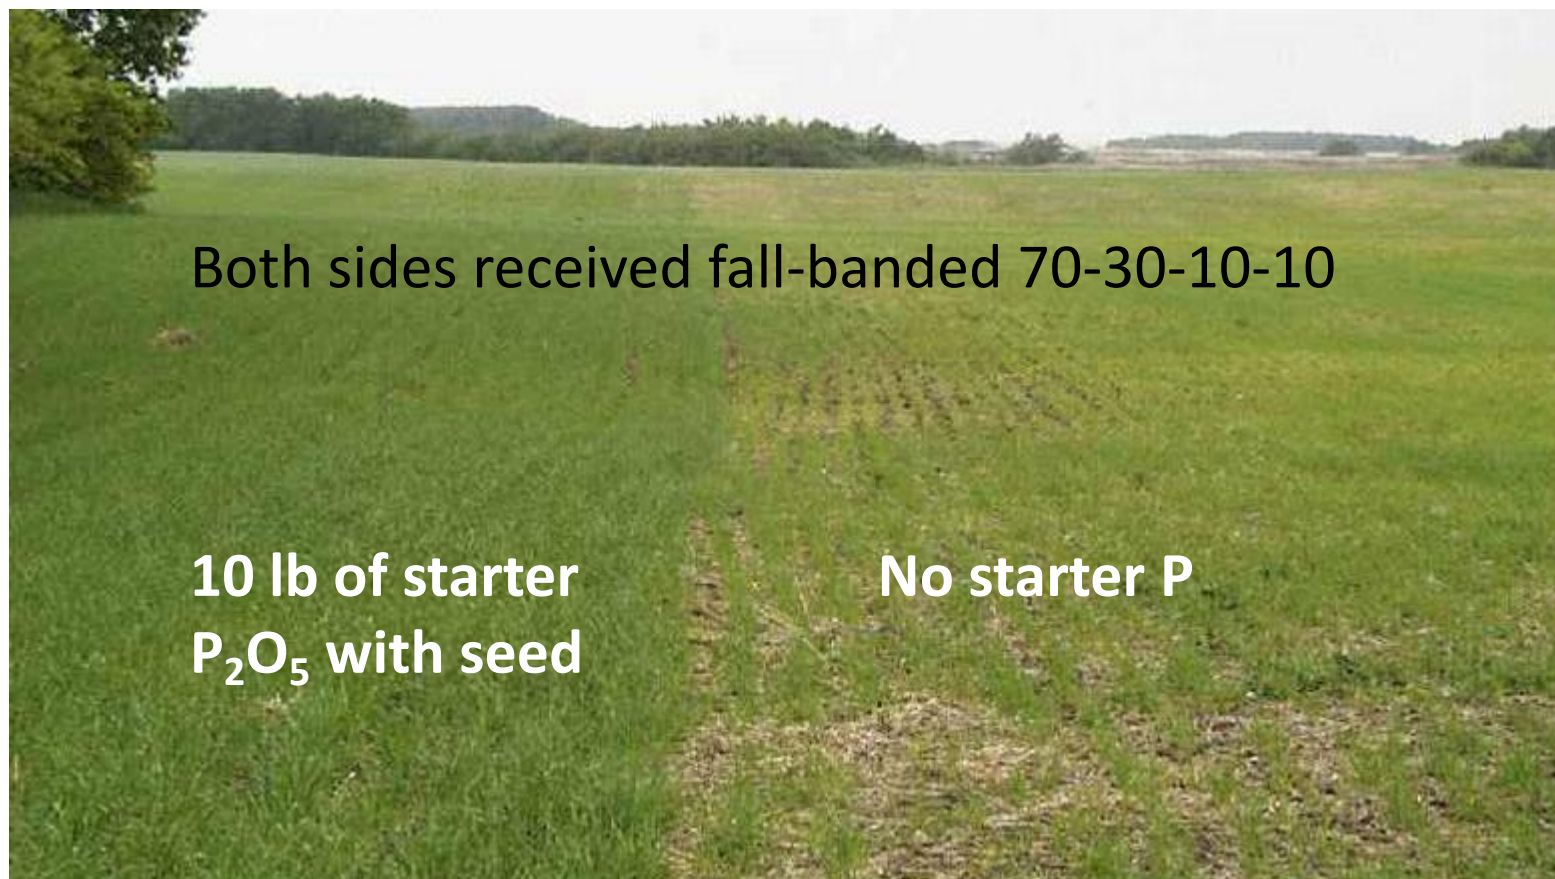 Both sides received fall-banded 70-30-10-10
10 lb of starter
P₂O₅ with seed
No starter P